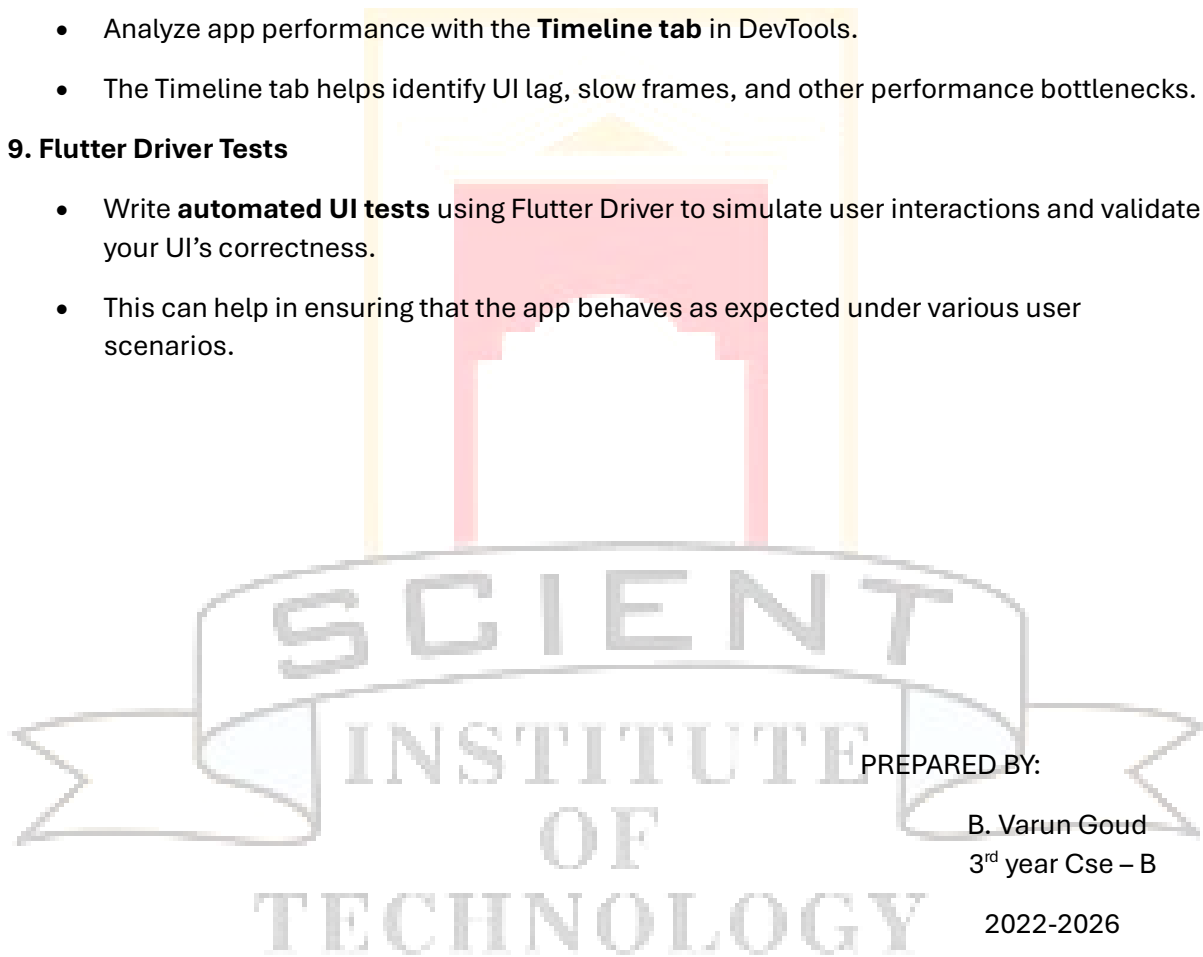 • Analyze app performance with the Timeline tab in DevTools.
• The Timeline tab helps identify UI lag, slow frames, and other performance bottlenecks.
9. Flutter Driver Tests
• Write automated UI tests using Flutter Driver to simulate user interactions and validate
your UI’s correctness.
• This can help in ensuring that the app behaves as expected under various user
scenarios.
SCIENT
INSTITUTE
PREPARED BY:
OF
B. Varun Goud
3rd year Cse – B
TECHNOLOGY
2022-2026